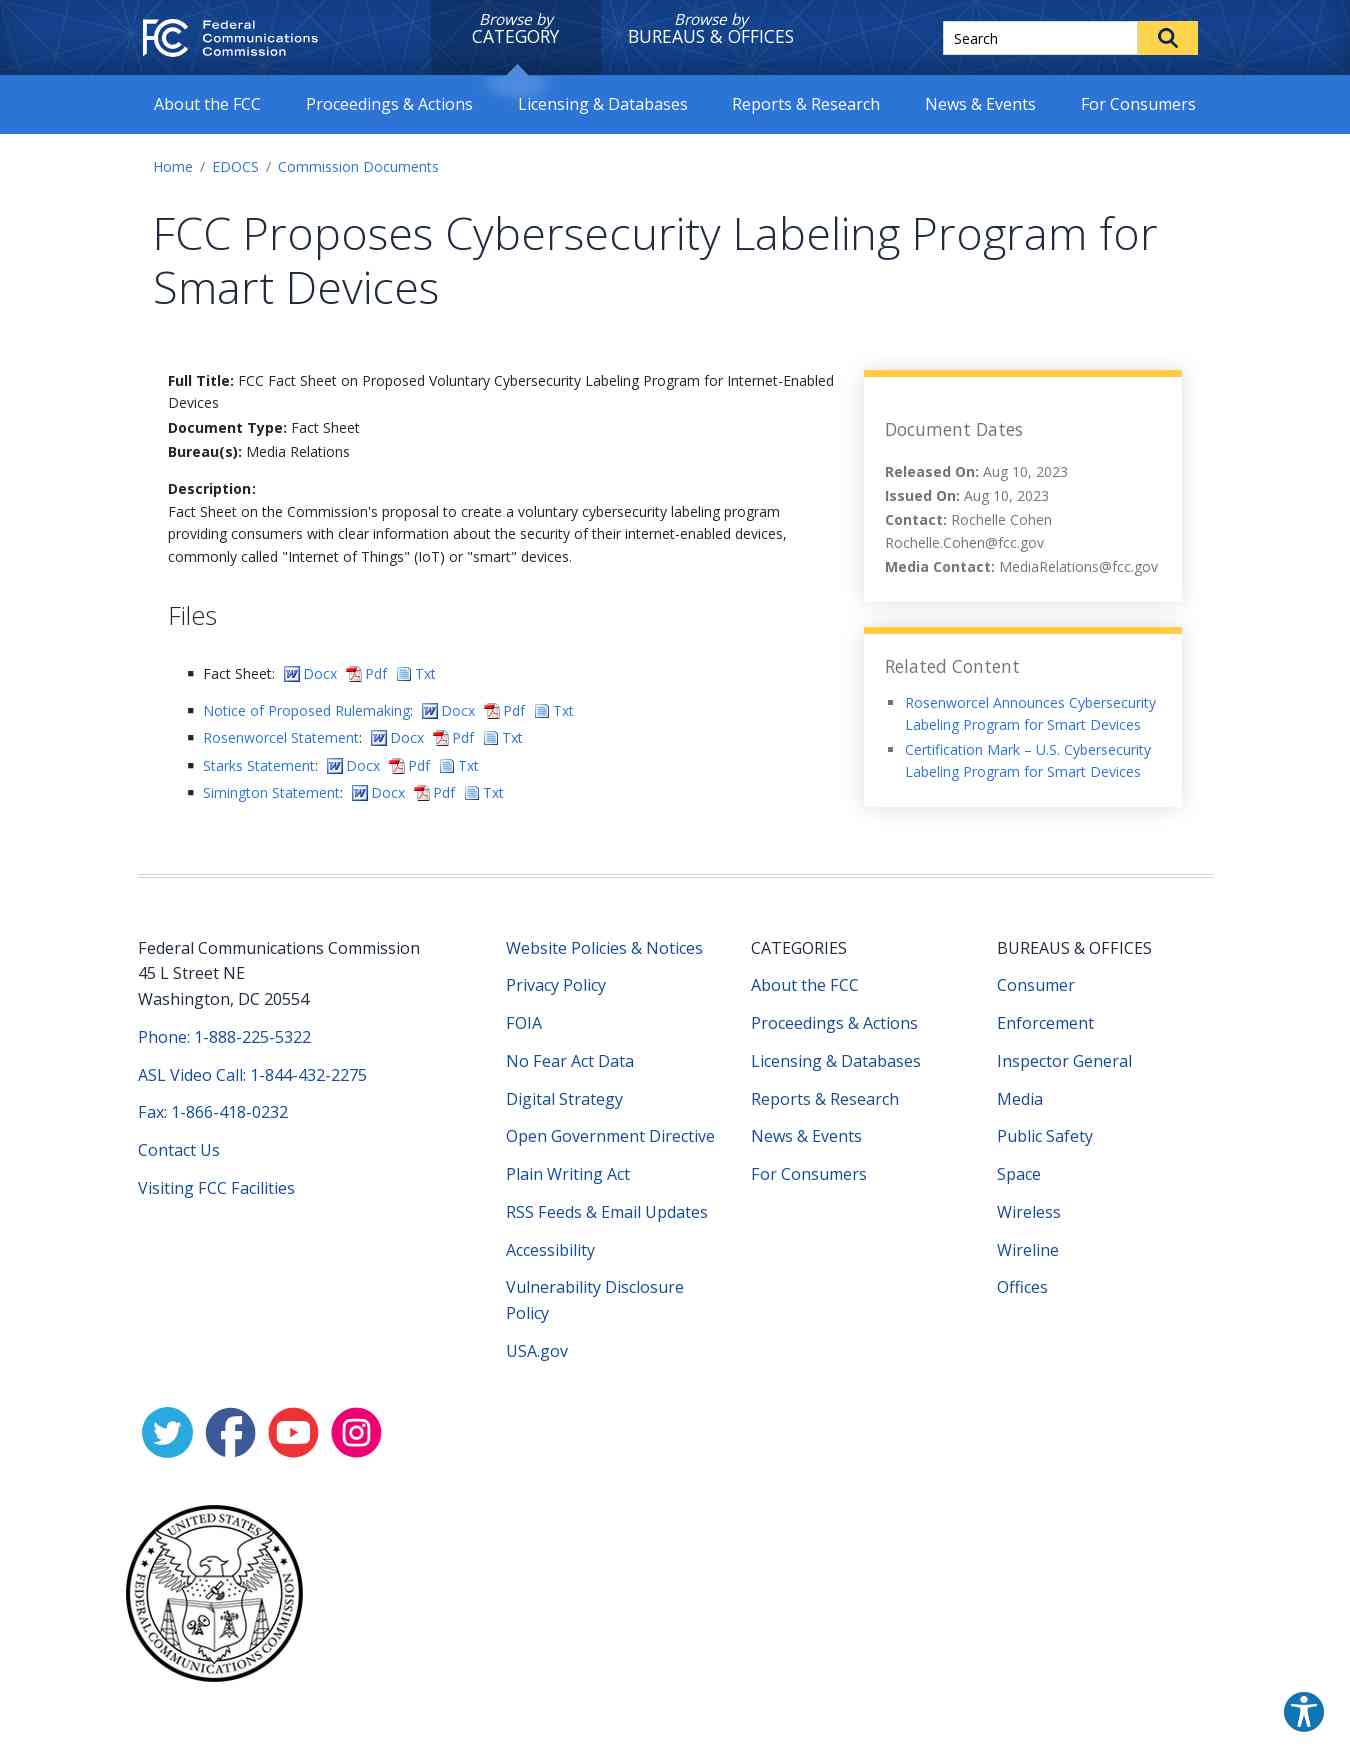 FCC Federal Communications Commission
Browse by
CATEGORY
Browse by
BUREAUS & OFFICES
Search
About the FCC
Proceedings & Actions
Licensing & Databases
Reports & Research
News & Events
For Consumers
Home / EDOCS / Commission Documents
FCC Proposes Cybersecurity Labeling Program for
Smart Devices
Full Title: FCC Fact Sheet on Proposed Voluntary Cybersecurity Labeling Program for Internet-Enabled
Devices
Document Type: Fact Sheet
Bureau(s): Media Relations
Description:
Fact Sheet on the Commission's proposal to create a voluntary cybersecurity labeling program
providing consumers with clear information about the security of their internet-enabled devices,
commonly called "Internet of Things" (IoT) or "smart" devices.
Files
Fact Sheet: Docx Pdf Txt
Notice of Proposed Rulemaking: Docx Pdf Txt
Rosenworcel Statement: Docx Pdf Txt
Starks Statement: Docx Pdf Txt
Simington Statement: Docx Pdf Txt
Document Dates
Released On: Aug 10, 2023
Issued On: Aug 10, 2023
Contact: Rochelle Cohen
Rochelle.Cohen@fcc.gov
Media Contact: MediaRelations@fcc.gov
Related Content
Rosenworcel Announces Cybersecurity
Labeling Program for Smart Devices
Certification Mark – U.S. Cybersecurity
Labeling Program for Smart Devices
Federal Communications Commission
45 L Street NE
Washington, DC 20554
Phone: 1-888-225-5322
ASL Video Call: 1-844-432-2275
Fax: 1-866-418-0232
Contact Us
Visiting FCC Facilities
Website Policies & Notices
Privacy Policy
FOIA
No Fear Act Data
Digital Strategy
Open Government Directive
Plain Writing Act
RSS Feeds & Email Updates
Accessibility
Vulnerability Disclosure
Policy
USA.gov
CATEGORIES
About the FCC
Proceedings & Actions
Licensing & Databases
Reports & Research
News & Events
For Consumers
BUREAUS & OFFICES
Consumer
Enforcement
Inspector General
Media
Public Safety
Space
Wireless
Wireline
Offices
UNITED STATES
FEDERAL COMMUNICATIONS COMMISSION